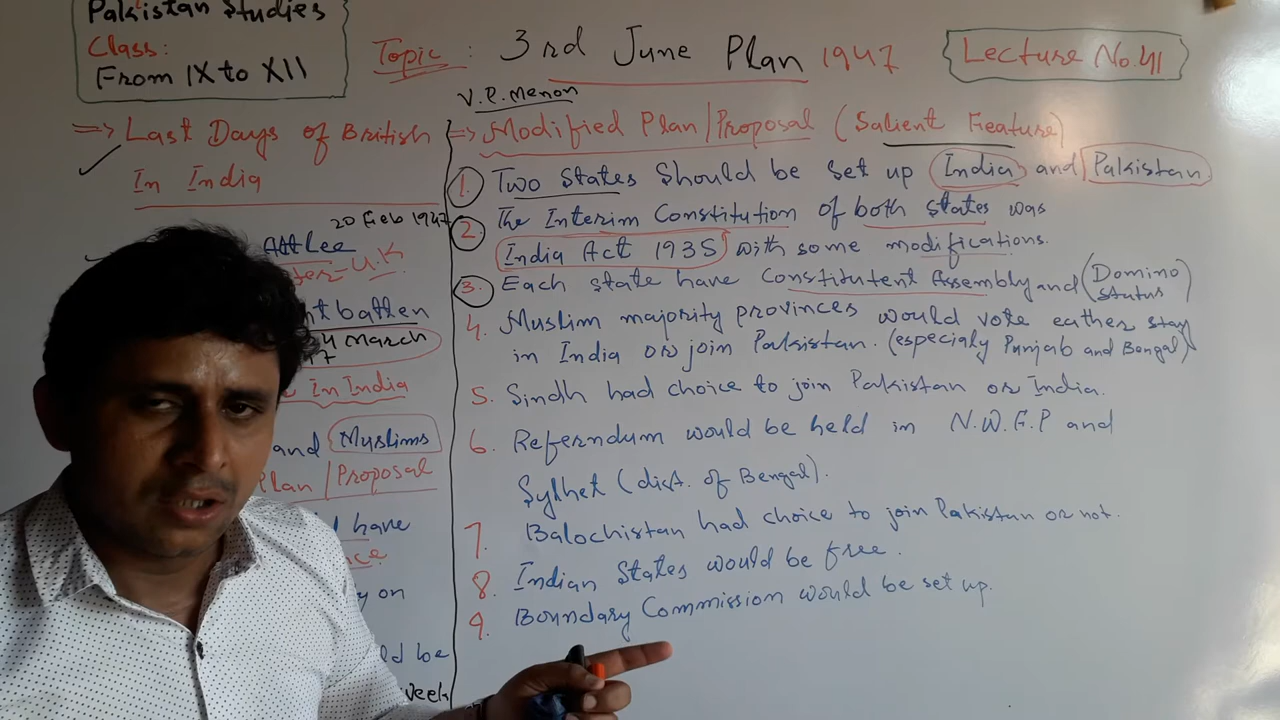 Pakistan Studies
Class:
From IX to XII
Topic : 3rd June Plan 1947
Lecture No.41
=> Last Days of British
In India
20 Feb 1947
Attlee
U.K
batten
March
In India
and Muslims
Plan / Proposal
have
on
be
week
V.P. Menon
=> Modified Plan/Proposal (Salient Feature)
1. Two States Should be set up India and Pakistan
2. The Interim Constitution of both states was
India Act 1935 with some modifications.
3. Each state have Constitutent Assembly and (Domino
status)
4. Muslim majority provinces would vote eather stay
in India or join Pakistan. (especialy Punjab and Bengal)
5. Sindh had choice to join Pakistan or India.
6. Referndum would be held in N.W.F.P and
Sylhet (dist. of Bengal).
7. Balochistan had choice to join Pakistan or not.
8. Indian States would be free.
9. Boundary Commission would be set up.